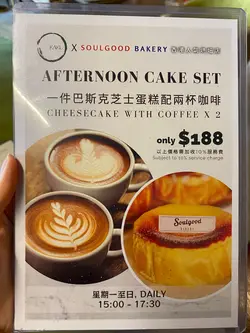 X SOULGOOD BAKERY
AFTERNOON CAKE SET
一件巴斯克芝士蛋糕配兩杯咖啡
CHEESECAKE WITH COFFEE X 2
only $188
以上價格需加收10%服務費
Subject to 10% service charge
Soulgood
星期一至日, DAILY
15:00 - 17:30